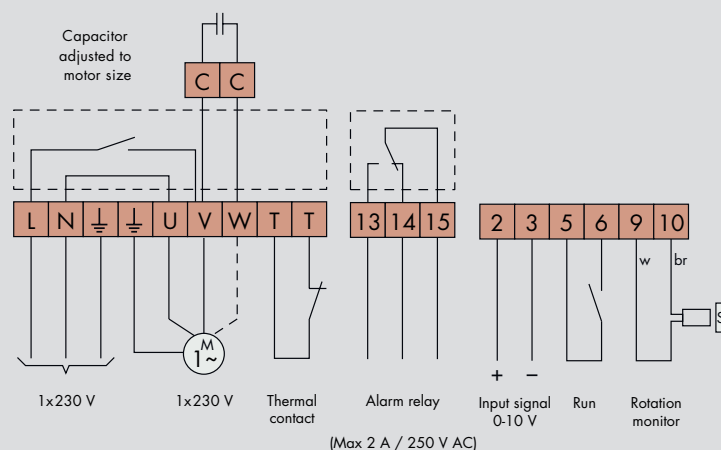 Capacitor
adjusted to
motor size
C C
L N U V W T T
13 14 15
2 3 5 6 9 10
w br
S
M
1~
+ −
1x230 V
1x230 V
Thermal
contact
Alarm relay
(Max 2 A / 250 V AC)
Input signal
0-10 V
Run
Rotation
monitor